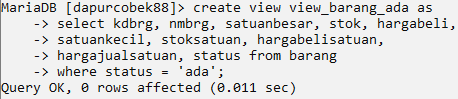 MariaDB [dapurcobek88]> create view view_barang_ada as
-> select kdbrg, nmbrg, satuanbesar, stok, hargabeli,
-> satuankecil, stoksatuan, hargabelisatuan,
-> hargajualsatuan, status from barang
-> where status = 'ada';
Query OK, 0 rows affected (0.011 sec)